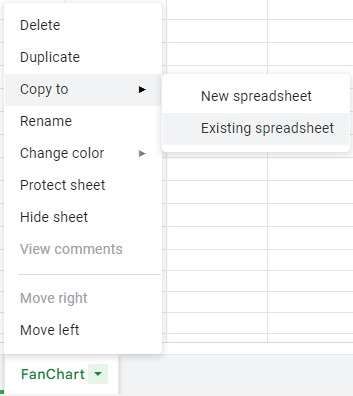 Delete
Duplicate
Copy to
New spreadsheet
Existing spreadsheet
Rename
Change color
Protect sheet
Hide sheet
View comments
Move right
Move left
FanChart